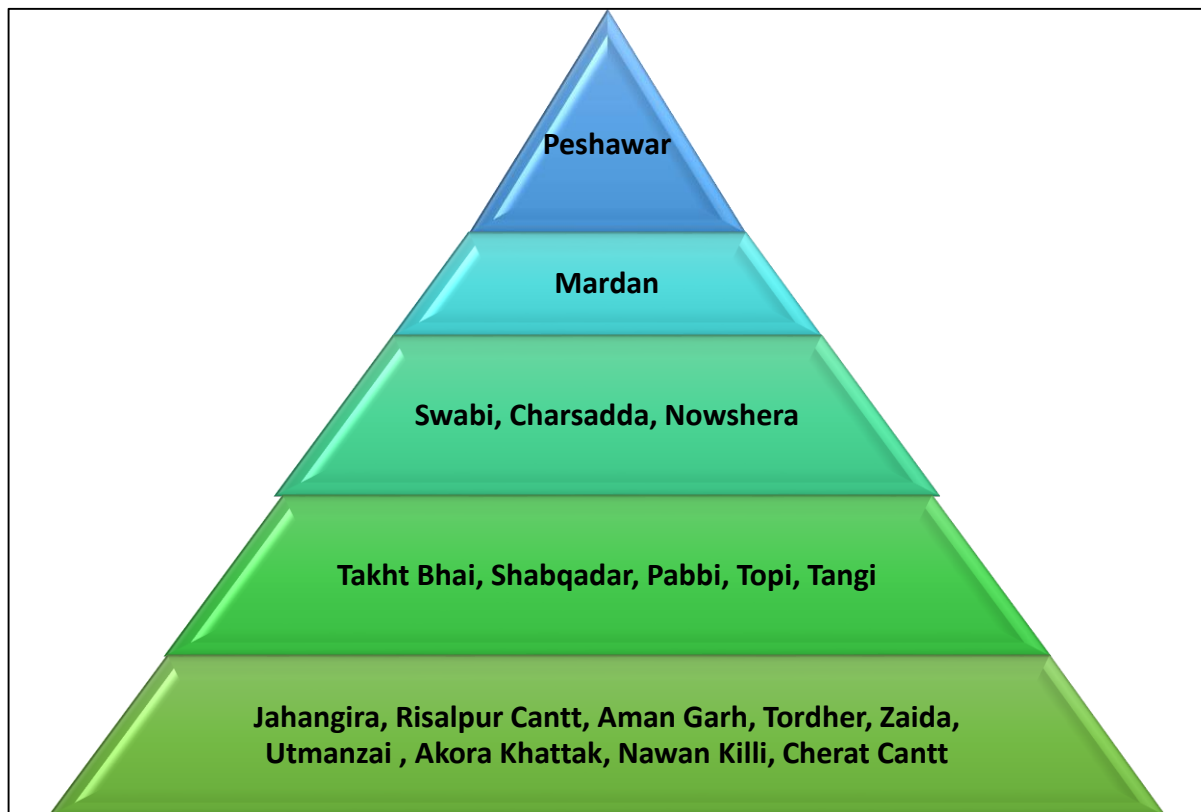 Peshawar
Mardan
Swabi, Charsadda, Nowshera
Takht Bhai, Shabqadar, Pabbi, Topi, Tangi
Jahangira, Risalpur Cantt, Aman Garh, Tordher, Zaida,
Utmanzai , Akora Khattak, Nawan Killi, Cherat Cantt